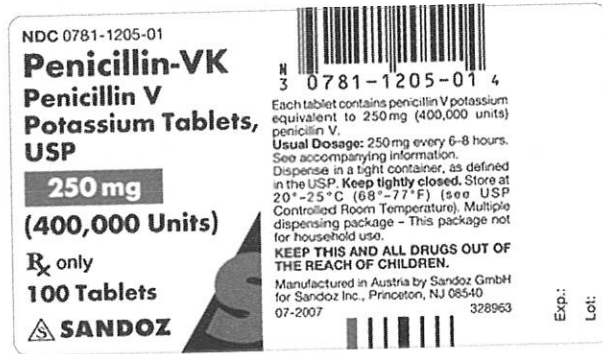 NDC 0781-1205-01
Penicillin-VK
Penicillin V
Potassium Tablets,
USP
250 mg
(400,000 Units)
Rx only
100 Tablets
S SANDOZ
N
3 0781-1205-01 4
Each tablet contains penicillin V potassium
equivalent to 250 mg (400,000 units)
penicillin V.
Usual Dosage: 250 mg every 6-8 hours.
See accompanying information.
Dispense in a tight container, as defined
in the USP. Keep tightly closed. Store at
20°-25°C (68°-77°F) (see USP
Controlled Room Temperature). Multiple
dispensing package – This package not
for household use.
KEEP THIS AND ALL DRUGS OUT OF
THE REACH OF CHILDREN.
Manufactured in Austria by Sandoz GmbH
for Sandoz Inc., Princeton, NJ 08540
07-2007 328963
Exp.:
Lot: